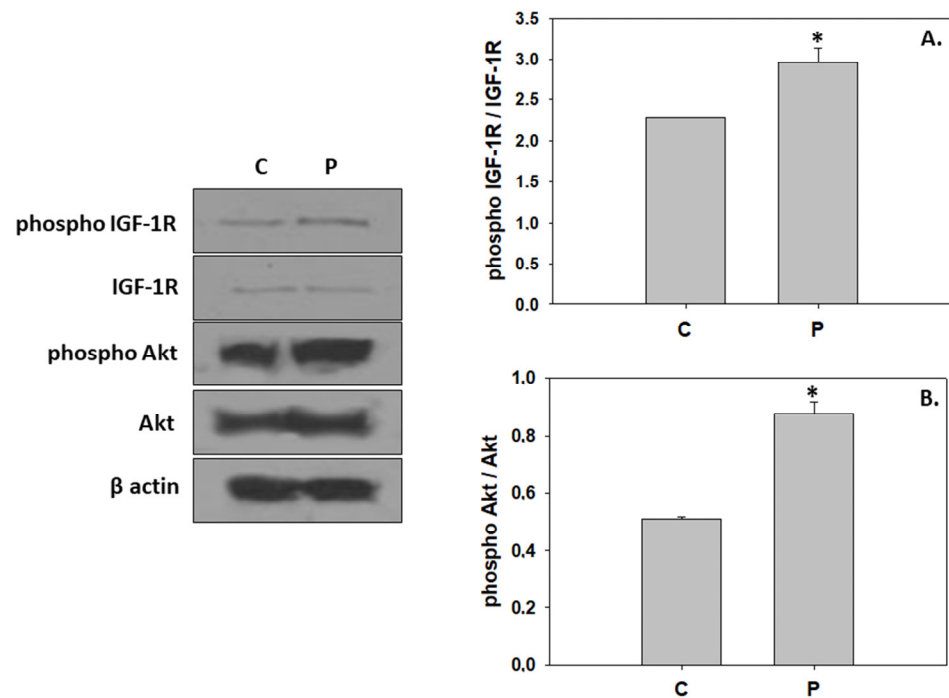 C P
phospho IGF-1R
IGF-1R
phospho Akt
Akt
β actin
A.
*
phospho IGF-1R / IGF-1R
3.5
3.0
2.5
2.0
1.5
1.0
0.5
0.0
C P
B.
*
phospho Akt / Akt
1.0
0.8
0.6
0.4
0.2
0.0
C P